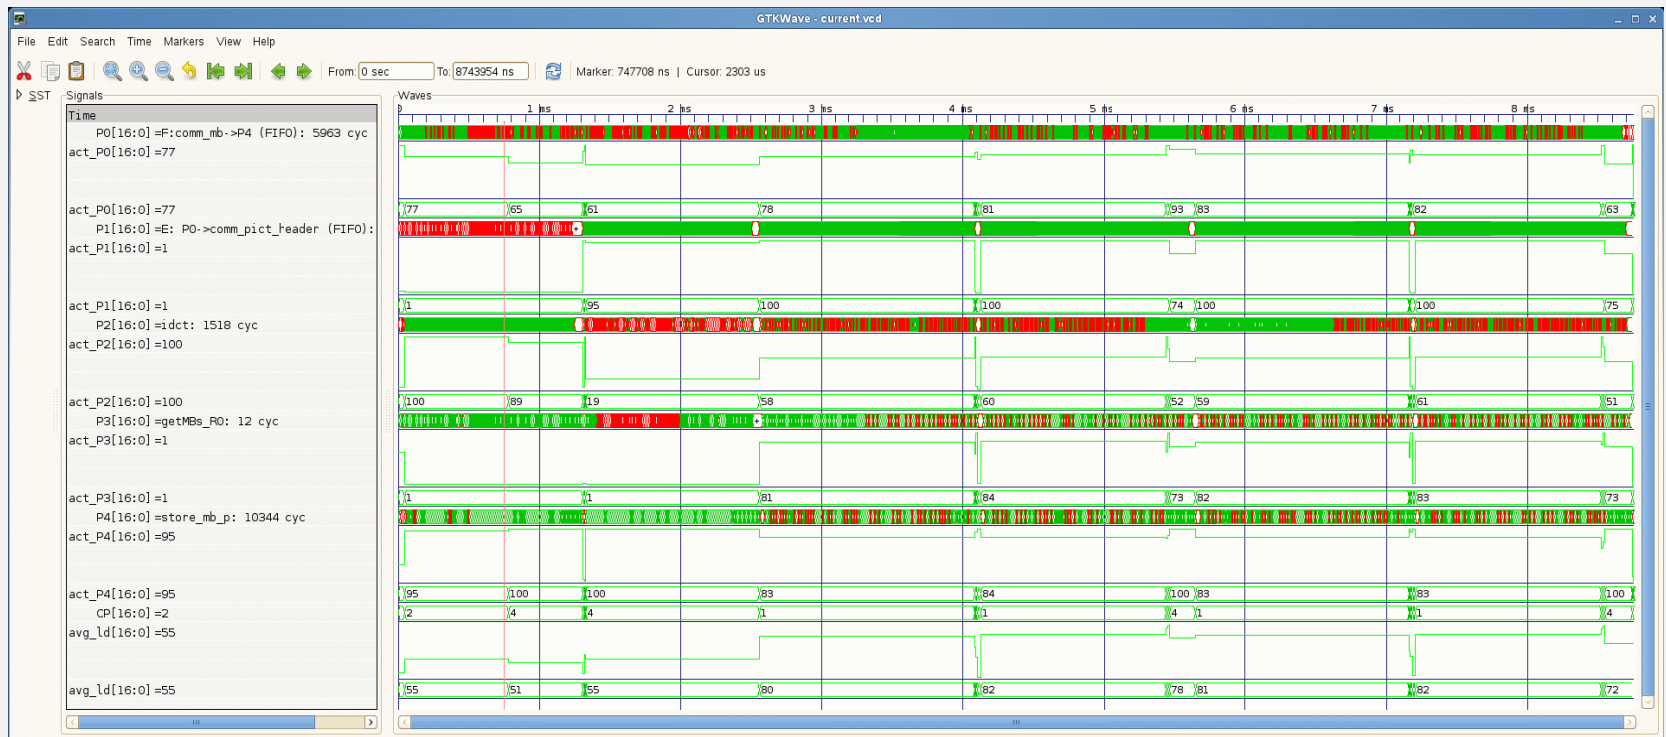 GTKWave - current.vcd
File Edit Search Time Markers View Help
From: 0 sec To: 8743954 ns Marker: 747708 ns | Cursor: 2303 us
SST
Signals
Waves
Time
0 1 ms 2 ms 3 ms 4 ms 5 ms 6 ms 7 ms 8 ms
P0[16:0] =F:comm_mb->P4 (FIFO): 5963 cyc
act_P0[16:0] =77
act_P0[16:0] =77
77 65 61 78 81 93 83 82 63
P1[16:0] =E: P0->comm_pict_header (FIFO):
act_P1[16:0] =1
act_P1[16:0] =1
1 95 100 100 74 100 100 75
P2[16:0] =idct: 1518 cyc
act_P2[16:0] =100
act_P2[16:0] =100
100 89 19 58 60 52 59 61 51
P3[16:0] =getMBs_RO: 12 cyc
act_P3[16:0] =1
act_P3[16:0] =1
1 1 81 84 73 82 83 73
P4[16:0] =store_mb_p: 10344 cyc
act_P4[16:0] =95
act_P4[16:0] =95
95 100 100 83 84 100 83 83 100
CP[16:0] =2
2 4 4 1 1 4 1 1 4
avg_ld[16:0] =55
avg_ld[16:0] =55
55 51 55 80 82 78 81 82 72